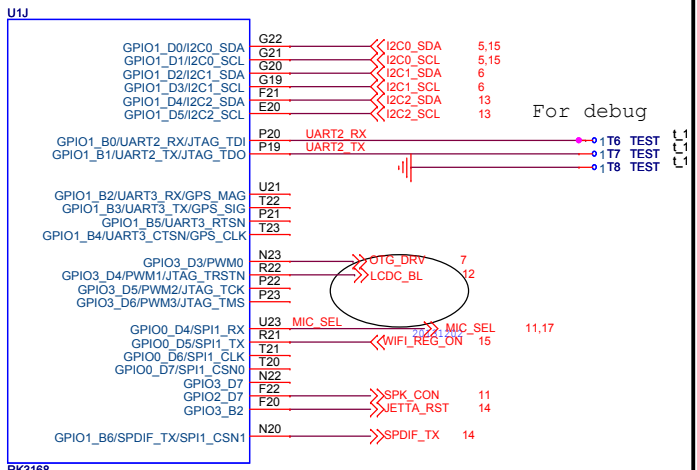 U1J
GPIO1_D0/I2C0_SDA G22 I2C0_SDA 5,15
GPIO1_D1/I2C0_SCL G21 I2C0_SCL 5,15
GPIO1_D2/I2C1_SDA G20 I2C1_SDA 6
GPIO1_D3/I2C1_SCL G19 I2C1_SCL 6
GPIO1_D4/I2C2_SDA F21 I2C2_SDA 13
GPIO1_D5/I2C2_SCL E20 I2C2_SCL 13
For debug
GPIO1_B0/UART2_RX/JTAG_TDI P20 UART2_RX 1 T6 TEST t_1
GPIO1_B1/UART2_TX/JTAG_TDO P19 UART2_TX 1 T7 TEST t_1
1 T8 TEST t_1
GPIO1_B2/UART3_RX/GPS_MAG U21
GPIO1_B3/UART3_TX/GPS_SIG T22
GPIO1_B5/UART3_RTSN P21
GPIO1_B4/UART3_CTSN/GPS_CLK T23
GPIO3_D3/PWM0 N23 OTG_DRV 7
GPIO3_D4/PWM1/JTAG_TRSTN R22 LCDC_BL 12
GPIO3_D5/PWM2/JTAG_TCK P22
GPIO3_D6/PWM3/JTAG_TMS P23
GPIO0_D4/SPI1_RX U23 MIC_SEL MIC_SEL 11,17
GPIO0_D5/SPI1_TX R21 WIFI_REG_ON 15
GPIO0_D6/SPI1_CLK T21
GPIO0_D7/SPI1_CSN0 T20
GPIO3_D7 N22
GPIO2_D7 F22 SPK_CON 11
GPIO3_B2 F20 JETTA_RST 14
GPIO1_B6/SPDIF_TX/SPI1_CSN1 N20 SPDIF_TX 14
RK3168